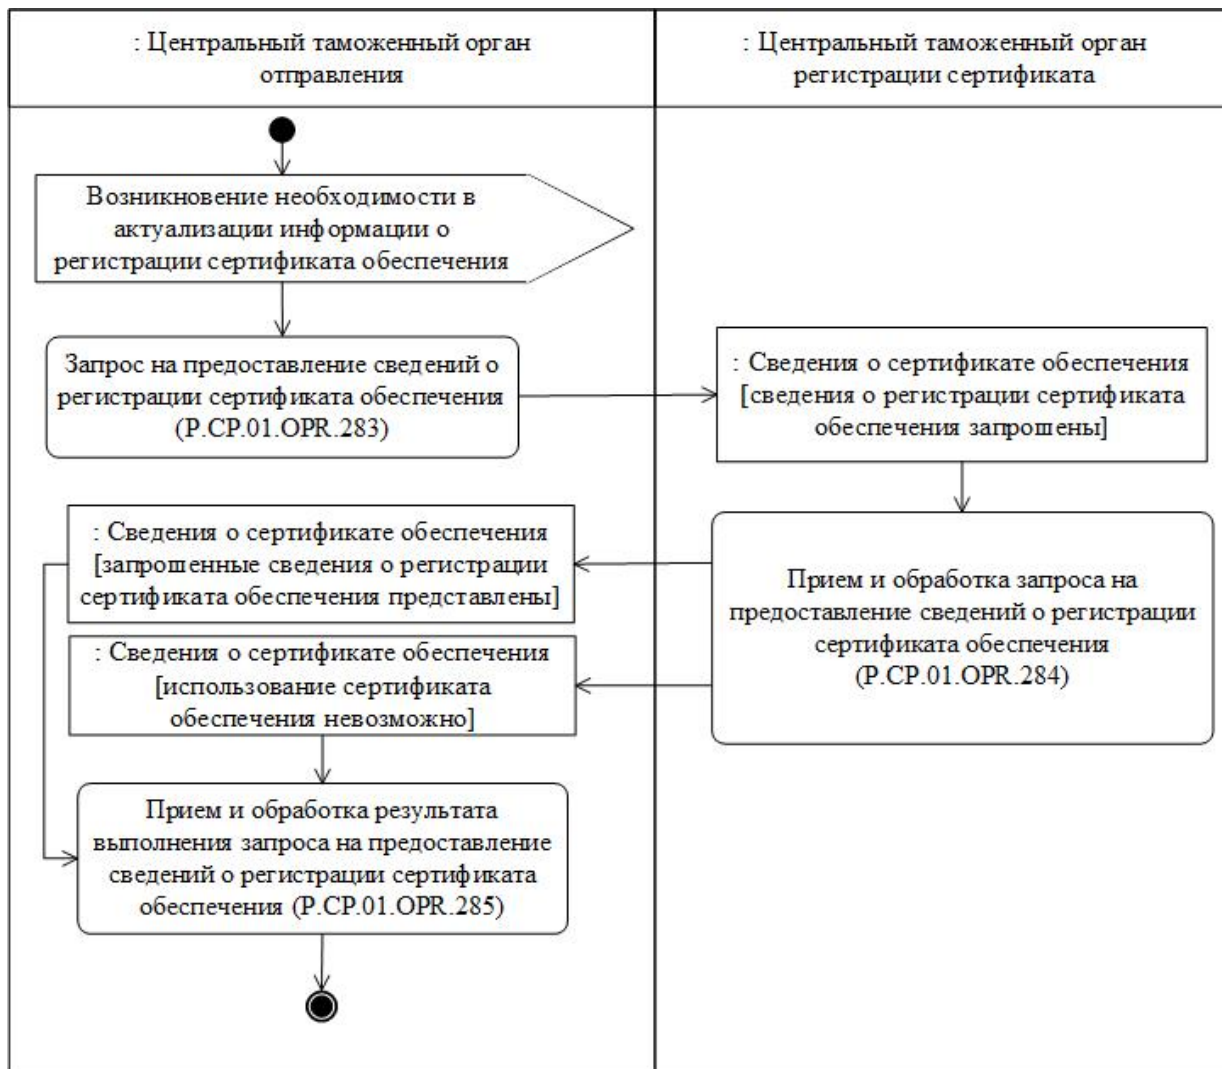 : Центральный таможенный орган
отправления
: Центральный таможенный орган
регистрации сертификата
Возникновение необходимости в
актуализации информации о
регистрации сертификата обеспечения
Запрос на предоставление сведений о
регистрации сертификата обеспечения
(P.CP.01.OPR.283)
: Сведения о сертификате обеспечения
[сведения о регистрации сертификата
обеспечения запрошены]
: Сведения о сертификате обеспечения
[запрошенные сведения о регистрации
сертификата обеспечения представлены]
Прием и обработка запроса на
предоставление сведений о регистрации
сертификата обеспечения
(P.CP.01.OPR.284)
: Сведения о сертификате обеспечения
[использование сертификата
обеспечения невозможно]
Прием и обработка результата
выполнения запроса на предоставление
сведений о регистрации сертификата
обеспечения (P.CP.01.OPR.285)